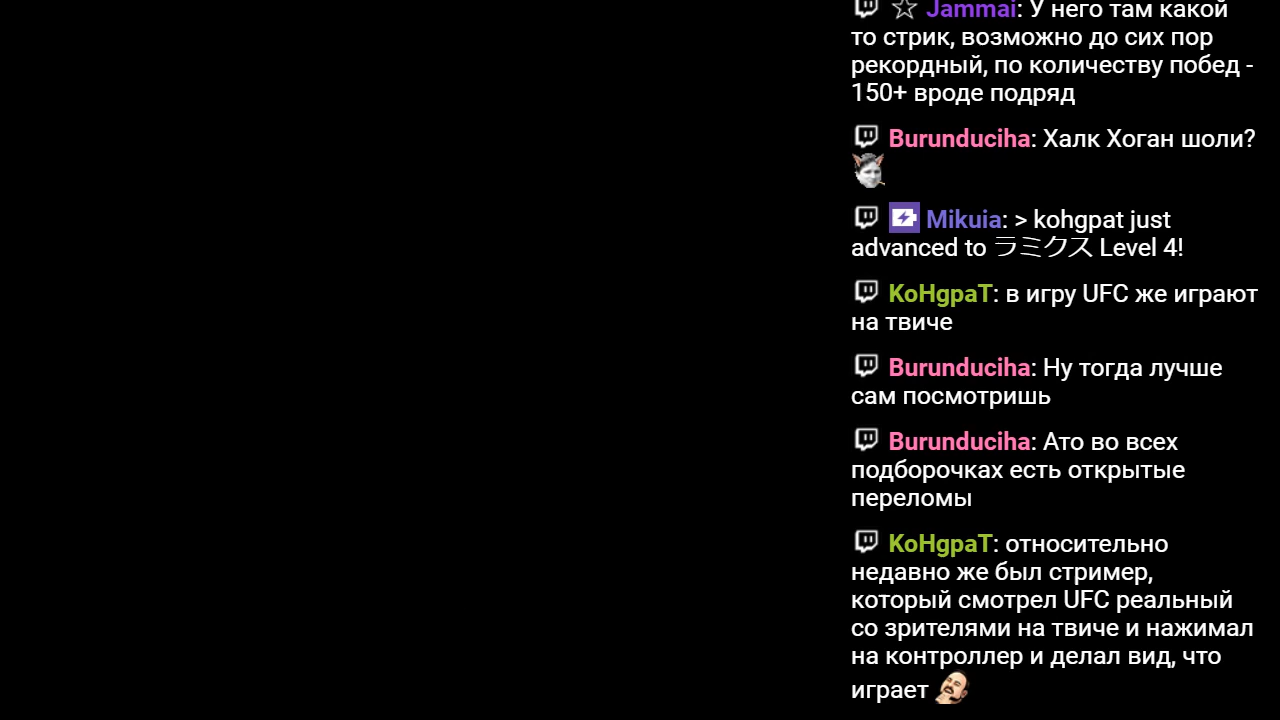 Jammai: У него там какой
то стрик, возможно до сих пор
рекордный, по количеству побед -
150+ вроде подряд
Burunduciha: Халк Хоган шоли?
Mikuia: > kohgpat just
advanced to ラミクス Level 4!
KoHgpaT: в игру UFC же играют
на твиче
Burunduciha: Ну тогда лучше
сам посмотришь
Burunduciha: Ато во всех
подборочках есть открытые
переломы
KoHgpaT: относительно
недавно же был стример,
который смотрел UFC реальный
со зрителями на твиче и нажимал
на контроллер и делал вид, что
играет